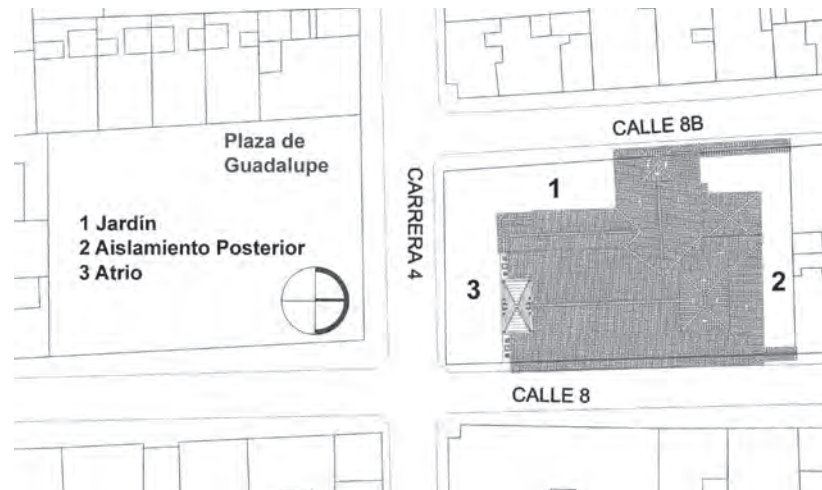 CALLE 8B
Plaza de
Guadalupe
CARRERA 4
1
1 Jardín
2 Aislamiento Posterior
3 Atrio
3
2
CALLE 8